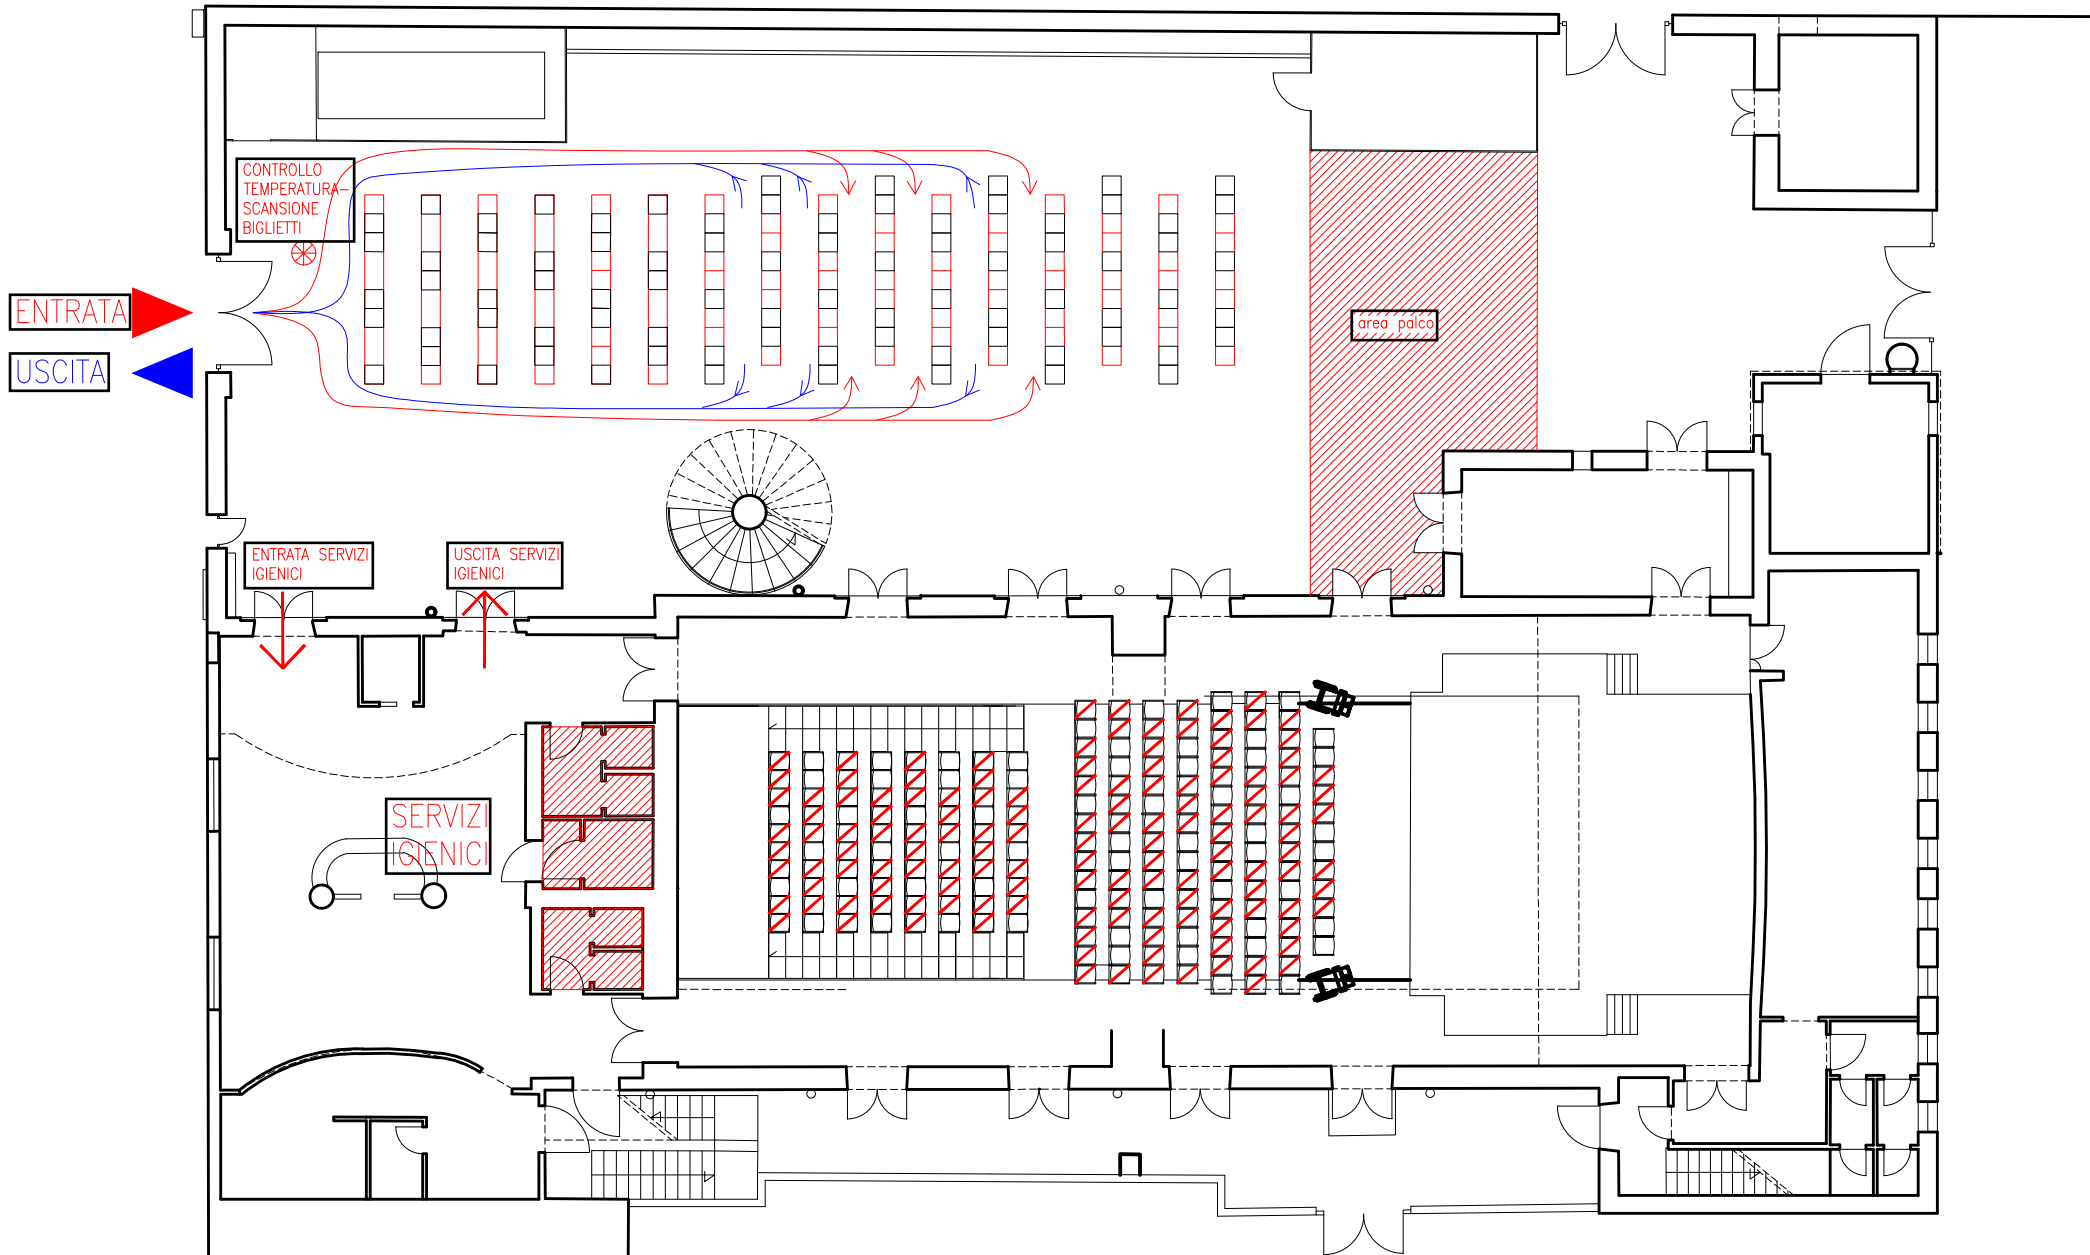 CONTROLLO
TEMPERATURA-
SCANSIONE
BIGLIETTI
ENTRATA
USCITA
area palco
ENTRATA SERVIZI
IGIENICI
USCITA SERVIZI
IGIENICI
SERVIZI
IGIENICI